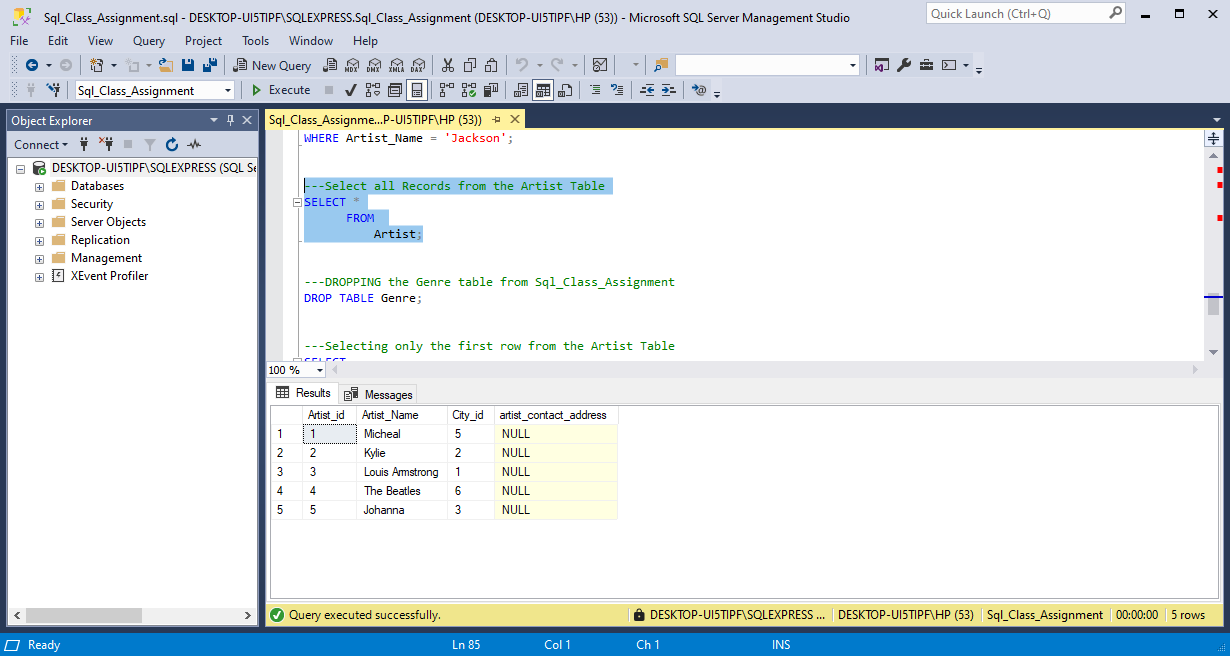 Sql_Class_Assignment.sql - DESKTOP-UI5TIPF\SQLEXPRESS.Sql_Class_Assignment (DESKTOP-UI5TIPF\HP (53)) - Microsoft SQL Server Management Studio
Quick Launch (Ctrl+Q)
File Edit View Query Project Tools Window Help
New Query MDX DMX XMLA DAX
Sql_Class_Assignment Execute
Object Explorer
Connect
DESKTOP-UI5TIPF\SQLEXPRESS (SQL Se
Databases
Security
Server Objects
Replication
Management
XEvent Profiler
Sql_Class_Assignme...P-UI5TIPF\HP (53))
WHERE Artist_Name = 'Jackson';
---Select all Records from the Artist Table
SELECT *
FROM
Artist;
---DROPPING the Genre table from Sql_Class_Assignment
DROP TABLE Genre;
---Selecting only the first row from the Artist Table
SELECT
100 %
Results Messages
Artist_id Artist_Name City_id artist_contact_address
1 1 Micheal 5 NULL
2 2 Kylie 2 NULL
3 3 Louis Amstrong 1 NULL
4 4 The Beatles 6 NULL
5 5 Johanna 3 NULL
Query executed successfully. DESKTOP-UI5TIPF\SQLEXPRESS ... DESKTOP-UI5TIPF\HP (53) Sql_Class_Assignment 00:00:00 5 rows
Ready Ln 85 Col 1 Ch 1 INS